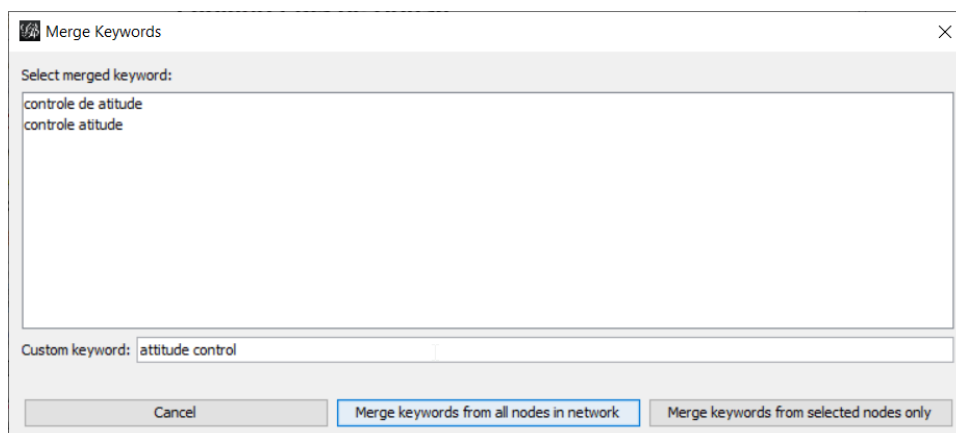 Merge Keywords
Select merged keyword:
controle de atitude
controle atitude
Custom keyword: attitude control
Cancel Merge keywords from all nodes in network Merge keywords from selected nodes only